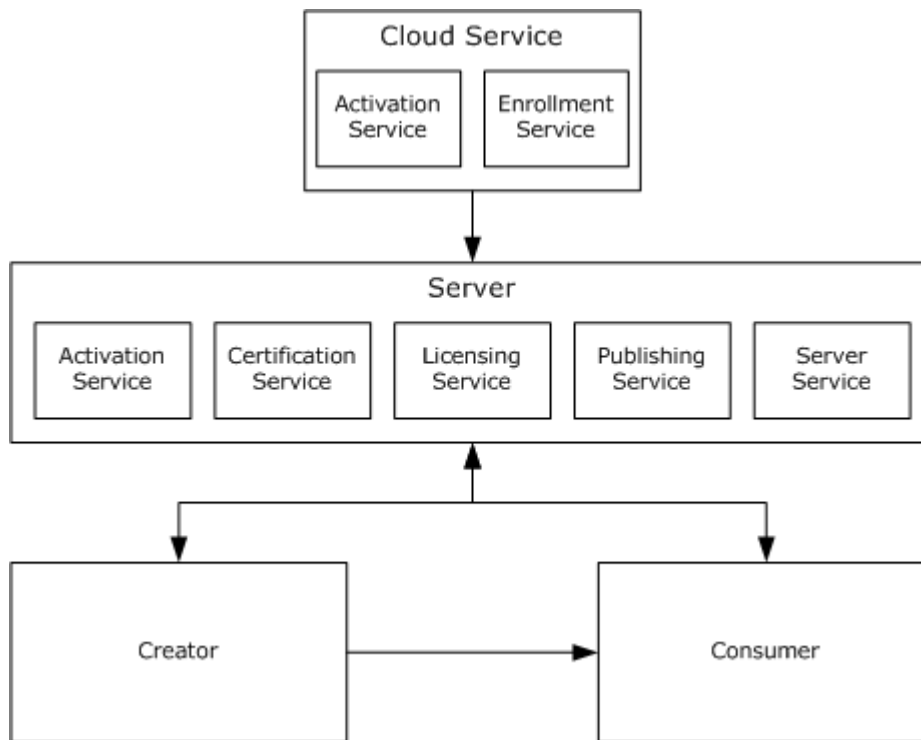 Cloud Service
Activation
Service
Enrollment
Service
Server
Activation
Service
Certification
Service
Licensing
Service
Publishing
Service
Server
Service
Creator
Consumer